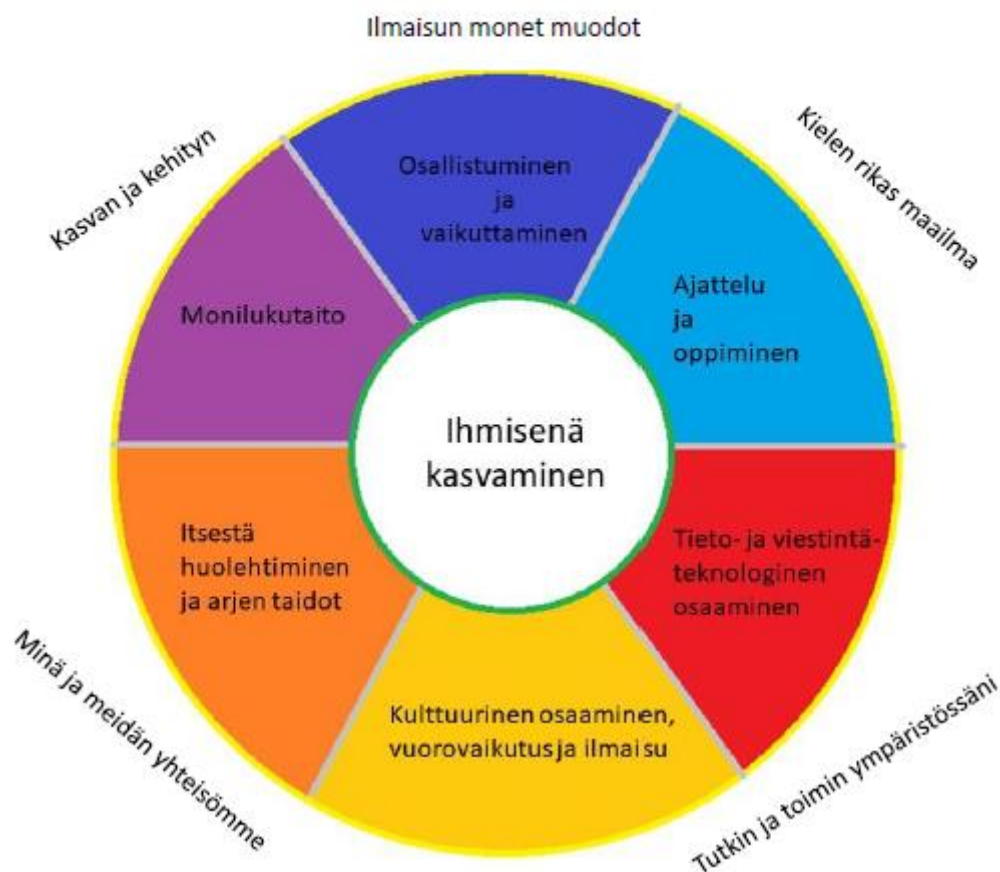 Ilmaisun monet muodot
Kasvan ja kehityn
Kielen rikas maailma
Osallistuminen
ja
vaikuttaminen
Monilukutaito
Ajattelu
ja
oppiminen
Ihmisenä
kasvaminen
Itsestä
huolehtiminen
ja arjen taidot
Tieto- ja viestintä-
teknologinen
osaaminen
Kulttuurinen osaaminen,
vuorovaikutus ja ilmaisu
Minä ja meidän yhteisömme
Tutkin ja toimin ympäristössäni